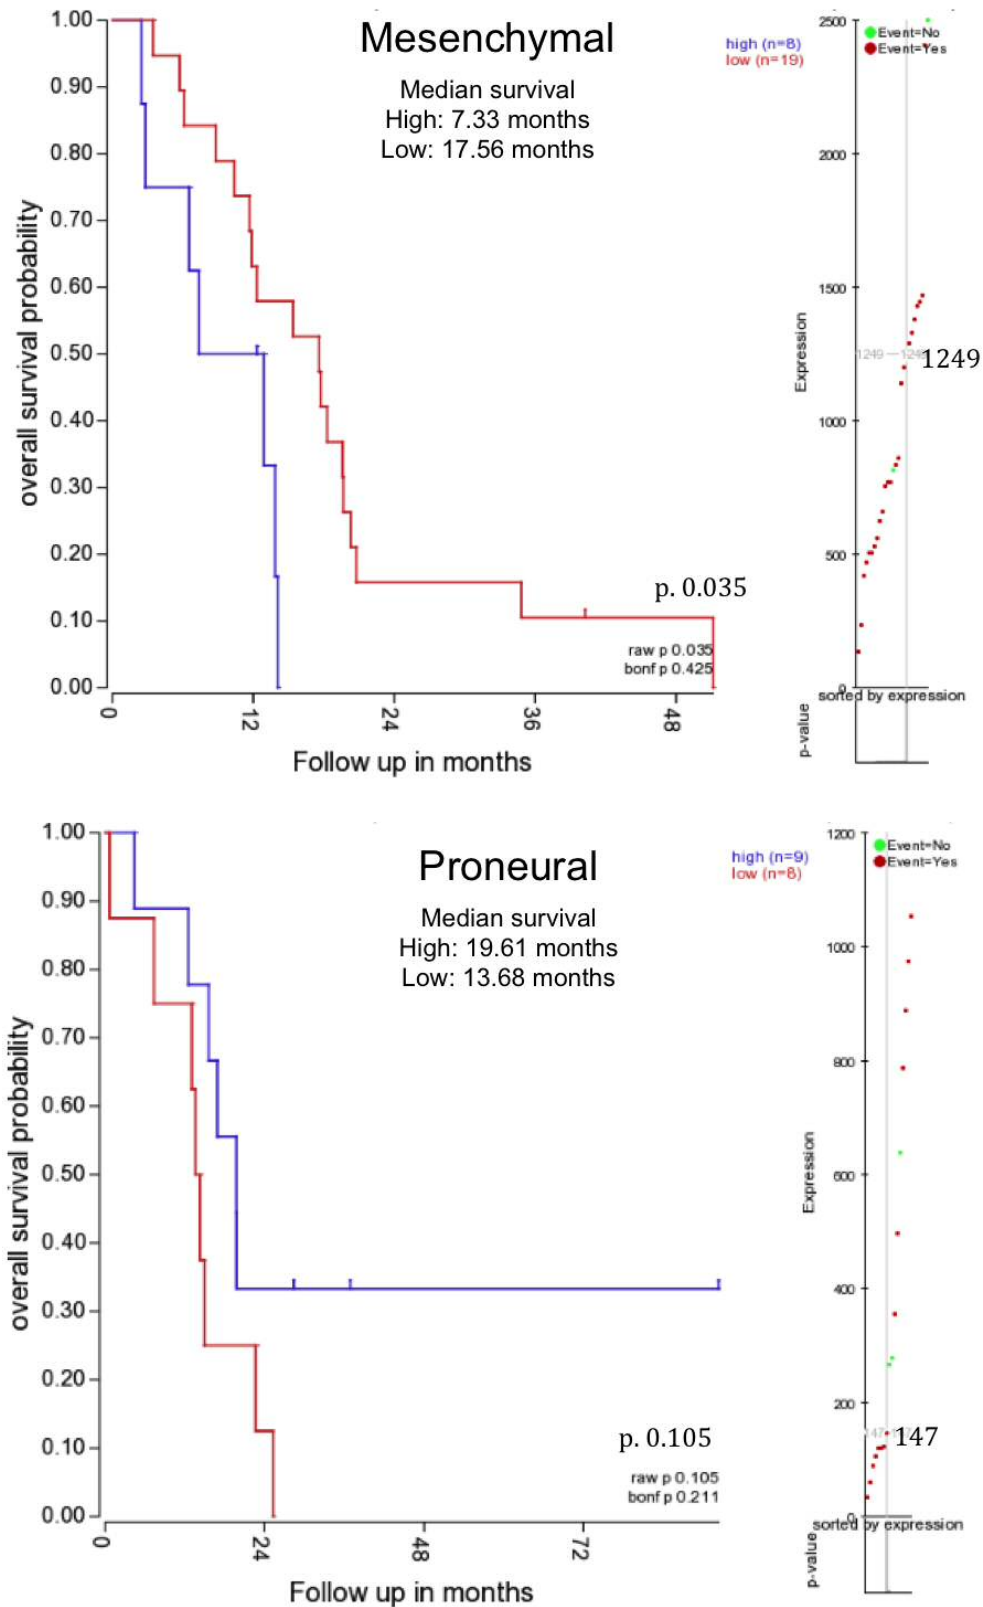 Mesenchymal
Median survival
High: 7.33 months
Low: 17.56 months
high (n=8)
low (n=19)
overall survival probability
1.00
0.90
0.80
0.70
0.60
0.50
0.40
0.30
0.20
0.10
0.00
p. 0.035
raw p 0.035
bonf p 0.425
0
12
24
36
48
Follow up in months
Event=No
Event=Yes
2500
2000
1500
1000
500
0
Expression
1249
1249
sorted by expression
p-value
Proneural
Median survival
High: 19.61 months
Low: 13.68 months
high (n=9)
low (n=8)
overall survival probability
1.00
0.90
0.80
0.70
0.60
0.50
0.40
0.30
0.20
0.10
0.00
p. 0.105
raw p 0.105
bonf p 0.211
0
24
48
72
Follow up in months
Event=No
Event=Yes
1200
1000
800
600
400
200
0
Expression
147
sorted by expression
p-value